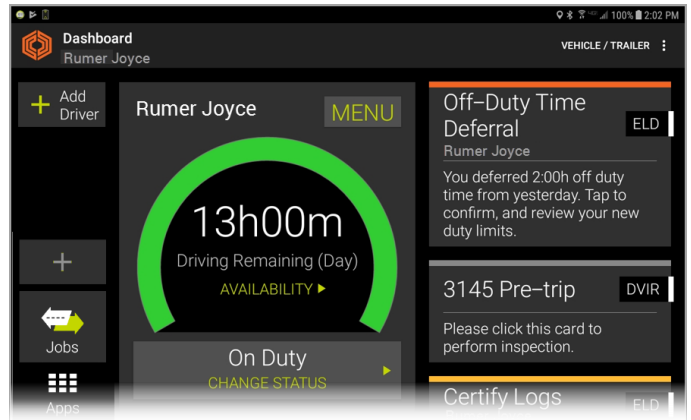 100% 2:02 PM
Dashboard
Rumer Joyce
VEHICLE / TRAILER
Add
Driver
Jobs
Apps
Rumer Joyce
MENU
13h00m
Driving Remaining (Day)
AVAILABILITY
On Duty
CHANGE STATUS
Off-Duty Time
Deferral
ELD
Rumer Joyce
You deferred 2:00h off duty
time from yesterday. Tap to
confirm, and review your new
duty limits.
3145 Pre-trip
DVIR
Please click this card to
perform inspection.
Certify Logs
ELD